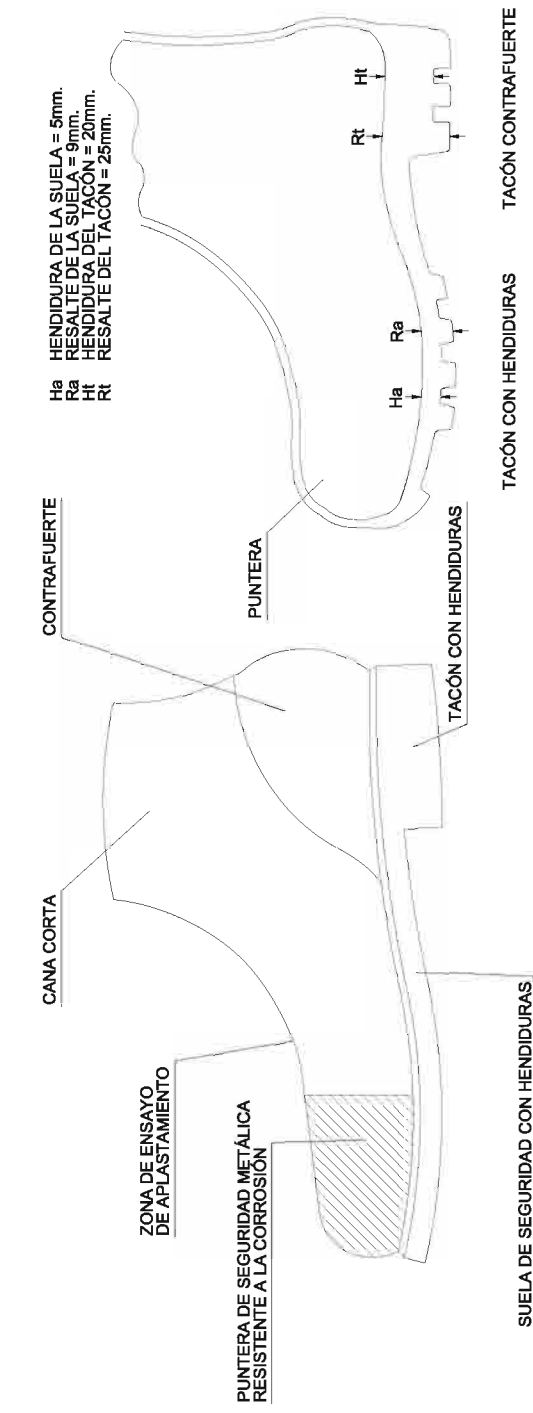 CANA CORTA
CONTRAFUERTE
ZONA DE ENSAYO
DE APLASTAMIENTO
PUNTERA DE SEGURIDAD METÁLICA
RESISTENTE A LA CORROSIÓN
SUELA DE SEGURIDAD CON HENDIDURAS
TACÓN CON HENDIDURAS
Ha HENDIDURA DE LA SUELA = 5mm.
Ra RESALTE DE LA SUELA = 9mm.
Ht HENDIDURA DEL TACÓN = 20mm.
Rt RESALTE DEL TACÓN = 25mm.
PUNTERA
Ha
Ra
Rt
Ht
TACÓN CON HENDIDURAS
TACÓN CONTRAFUERTE